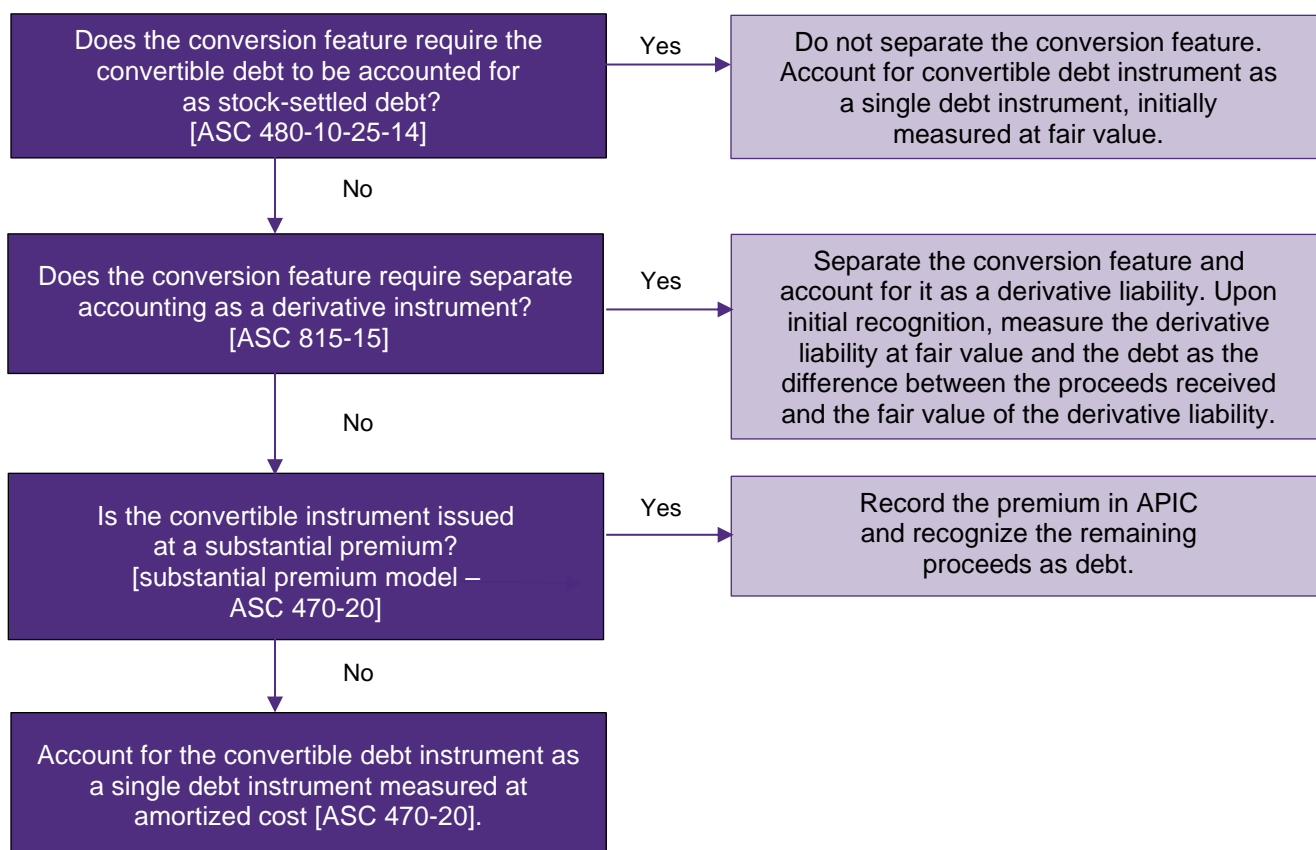 Does the conversion feature require the
convertible debt to be accounted for
as stock-settled debt?
[ASC 480-10-25-14]
Yes
Do not separate the conversion feature.
Account for convertible debt instrument as
a single debt instrument, initially
measured at fair value.
No
Does the conversion feature require separate
accounting as a derivative instrument?
[ASC 815-15]
Yes
Separate the conversion feature and
account for it as a derivative liability. Upon
initial recognition, measure the derivative
liability at fair value and the debt as the
difference between the proceeds received
and the fair value of the derivative liability.
No
Is the convertible instrument issued
at a substantial premium?
[substantial premium model –
ASC 470-20]
Yes
Record the premium in APIC
and recognize the remaining
proceeds as debt.
No
Account for the convertible debt instrument as
a single debt instrument measured at
amortized cost [ASC 470-20].